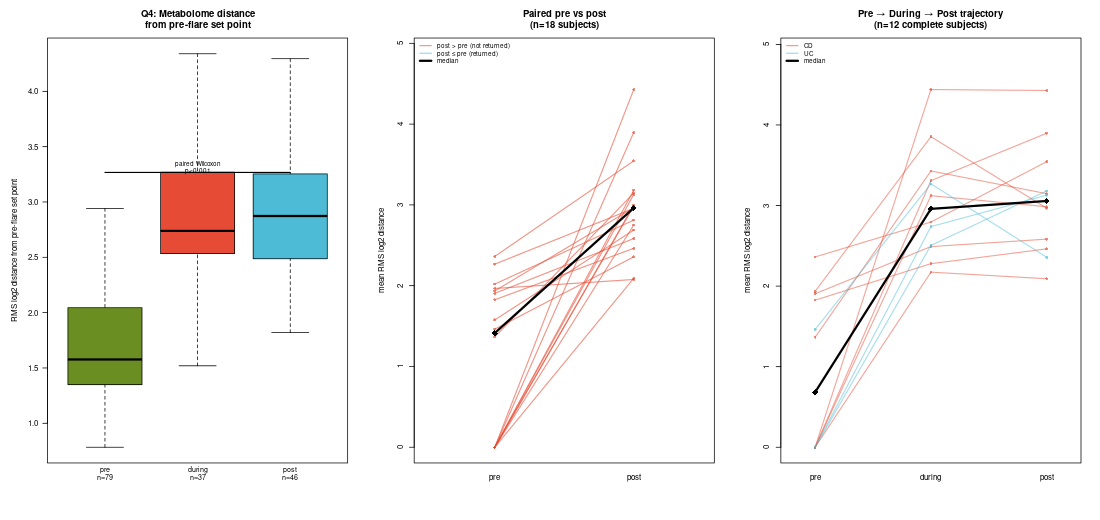 Q4: Metabolome distance
from pre-flare set point
RMS log2 distance from pre-flare set point
4.0
3.5
3.0
2.5
2.0
1.5
1.0
paired Wilcoxon
p<0.001
pre
n=79
during
n=37
post
n=46
Paired pre vs post
(n=18 subjects)
post > pre (not returned)
post ≤ pre (returned)
median
mean RMS log2 distance
5
4
3
2
1
0
pre
post
Pre → During → Post trajectory
(n=12 complete subjects)
CD
UC
median
mean RMS log2 distance
5
4
3
2
1
0
pre
during
post